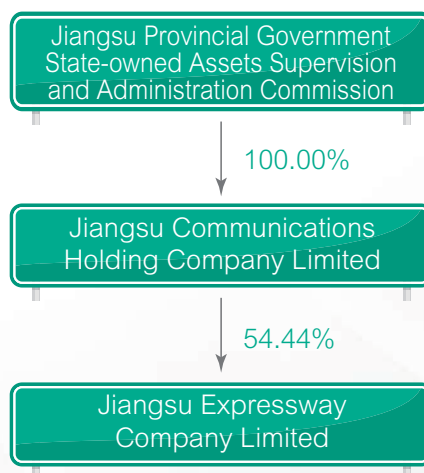 Jiangsu Provincial Government
State-owned Assets Supervision
and Administration Commission
100.00%
Jiangsu Communications
Holding Company Limited
54.44%
Jiangsu Expressway
Company Limited